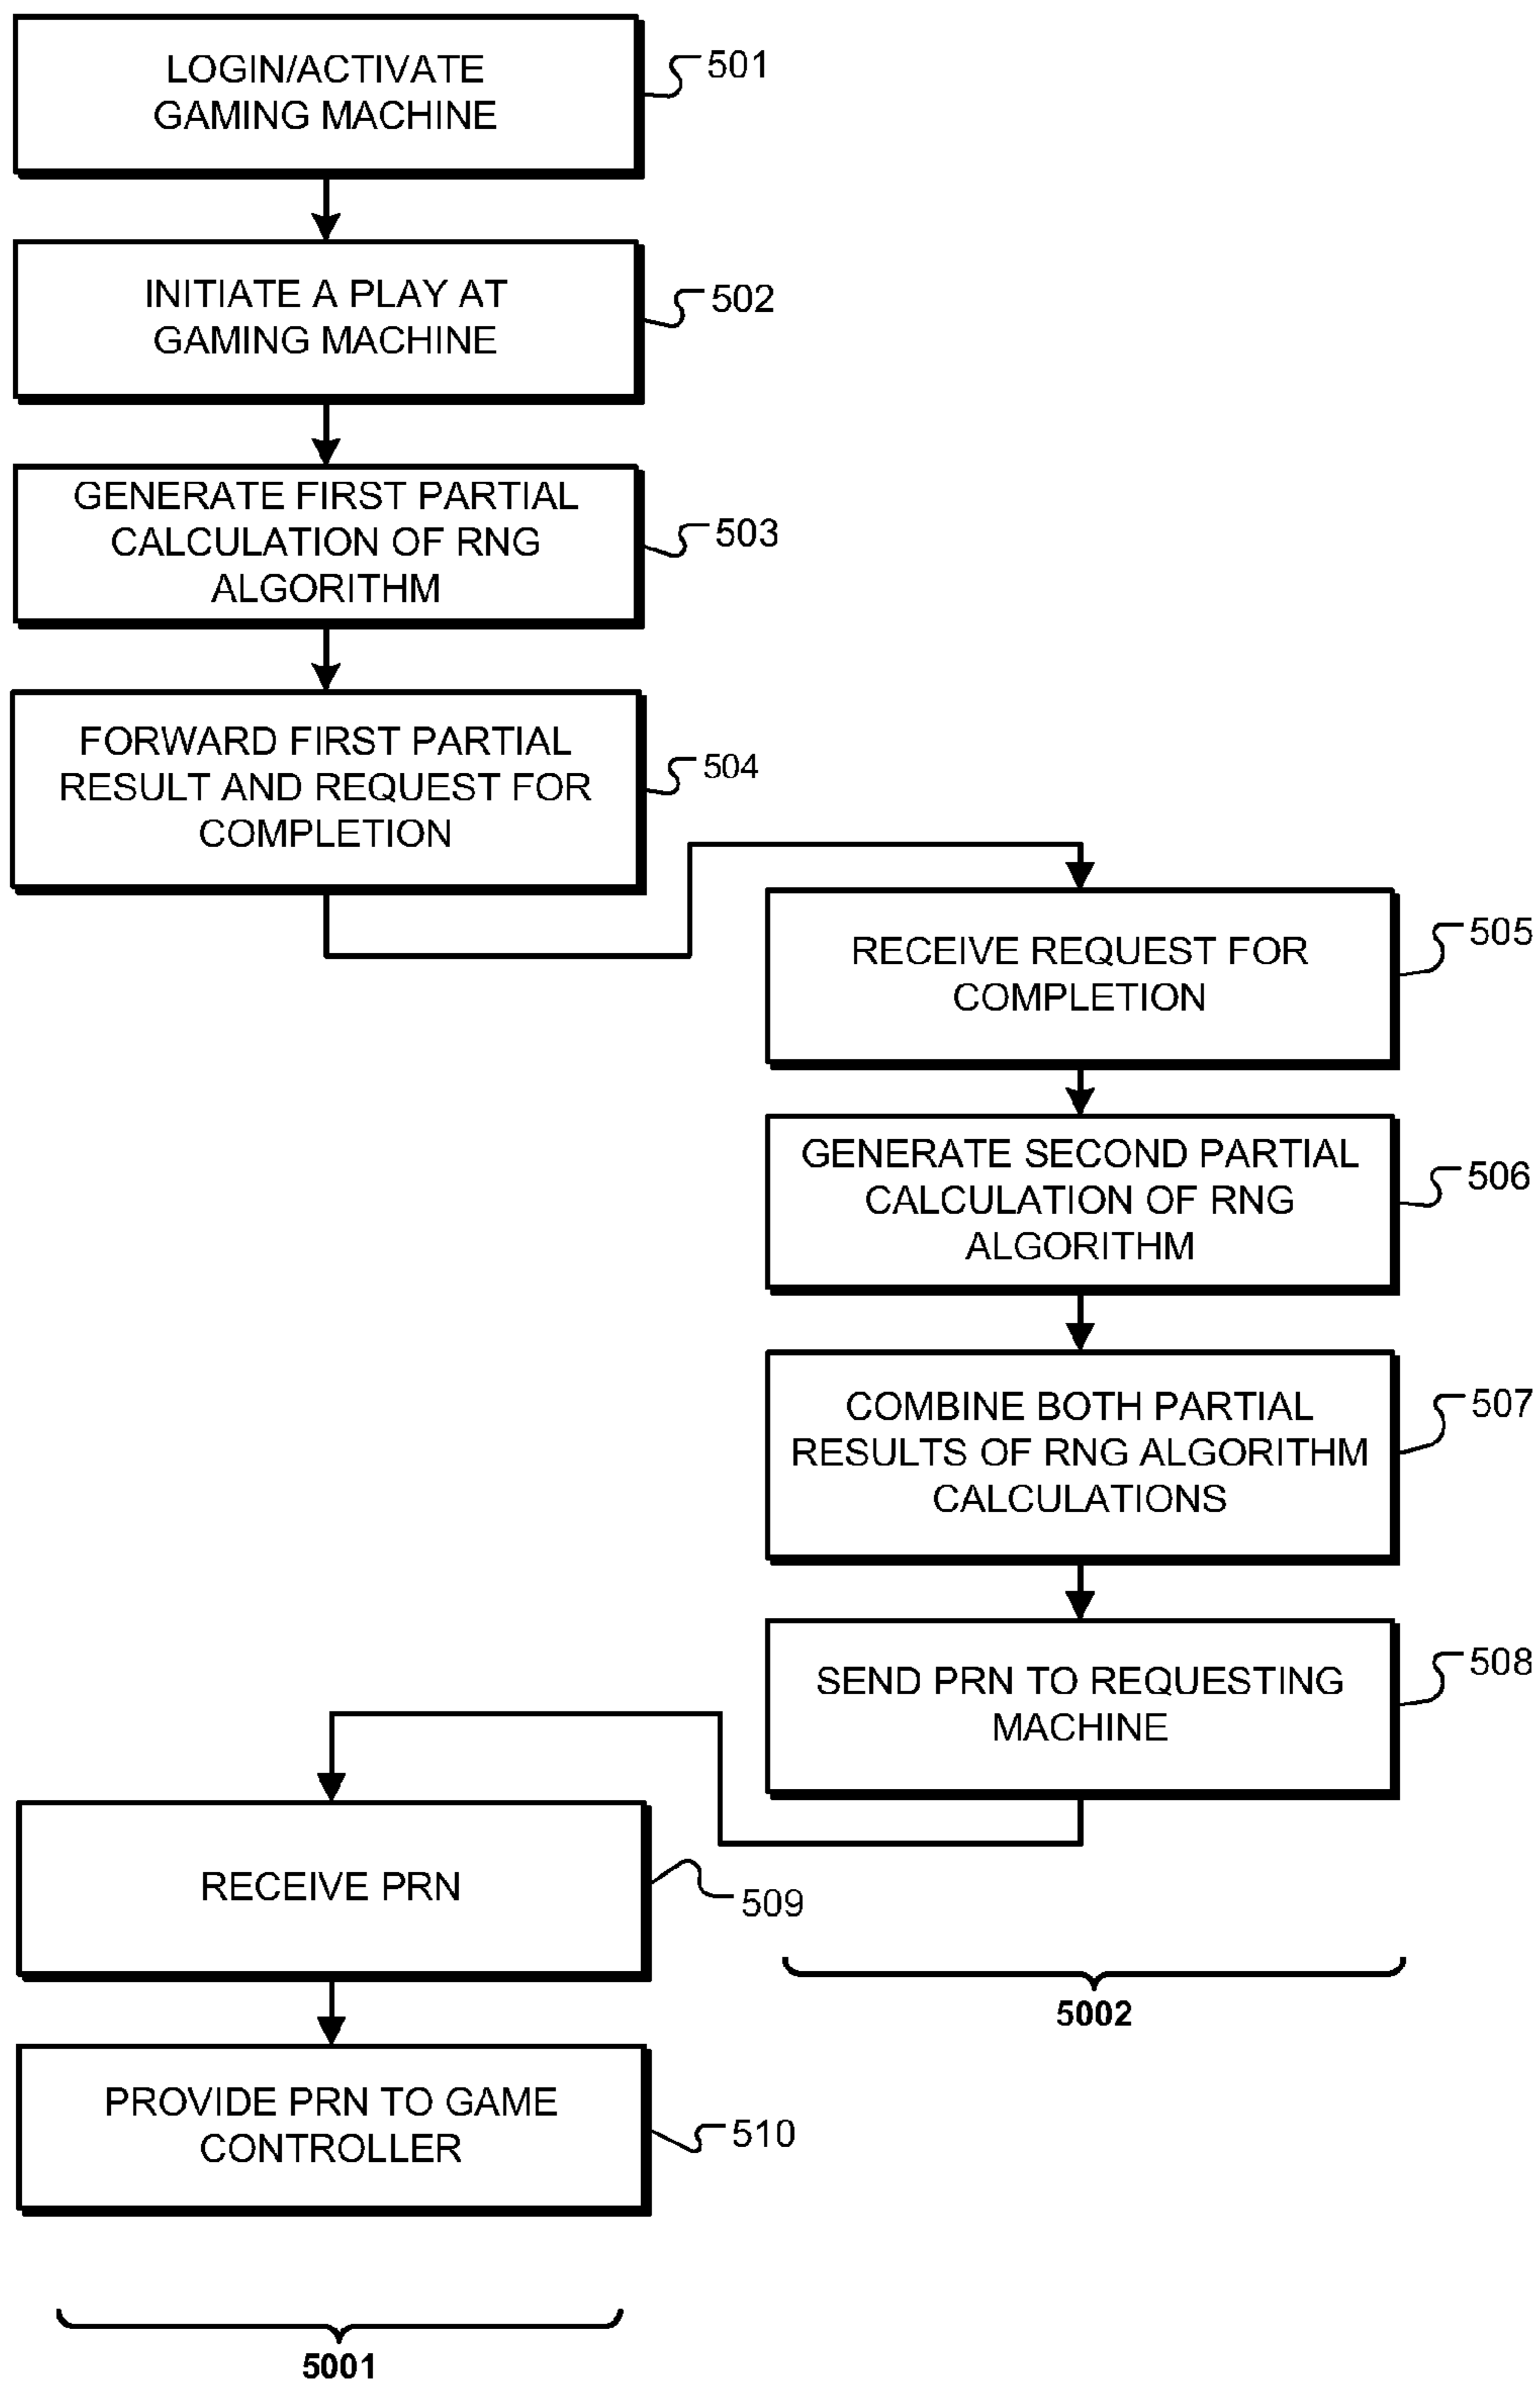 LOGIN/ACTIVATE
GAMING MACHINE
501
INITIATE A PLAY AT
GAMING MACHINE
502
GENERATE FIRST PARTIAL
CALCULATION OF RNG
ALGORITHM
503
FORWARD FIRST PARTIAL
RESULT AND REQUEST FOR
COMPLETION
504
RECEIVE REQUEST FOR
COMPLETION
505
GENERATE SECOND PARTIAL
CALCULATION OF RNG
ALGORITHM
506
COMBINE BOTH PARTIAL
RESULTS OF RNG ALGORITHM
CALCULATIONS
507
SEND PRN TO REQUESTING
MACHINE
508
RECEIVE PRN
509
5002
PROVIDE PRN TO GAME
CONTROLLER
510
5001